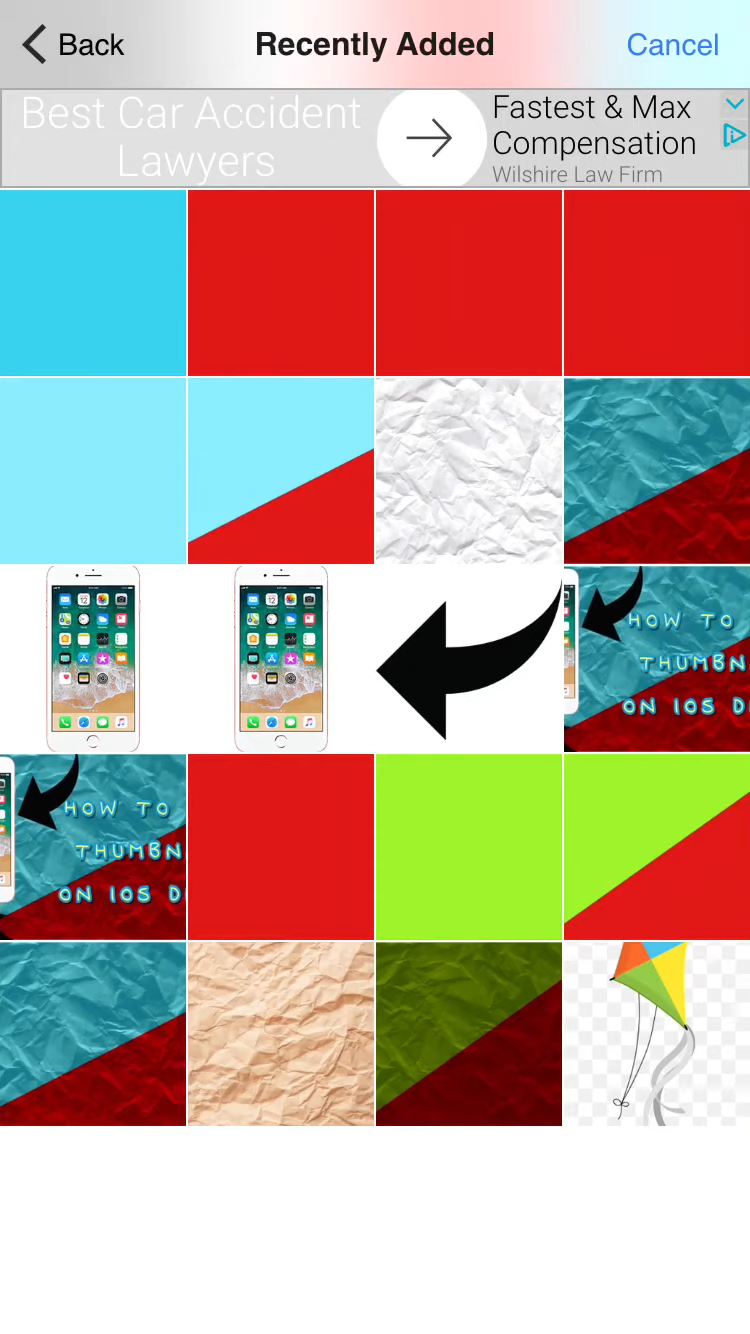 Back
Recently Added
Cancel
Best Car Accident
Lawyers
Fastest & Max
Compensation
Wilshire Law Firm
HOW TO
THUMBN
ON IOS D
HOW TO
THUMBN
ON IOS D